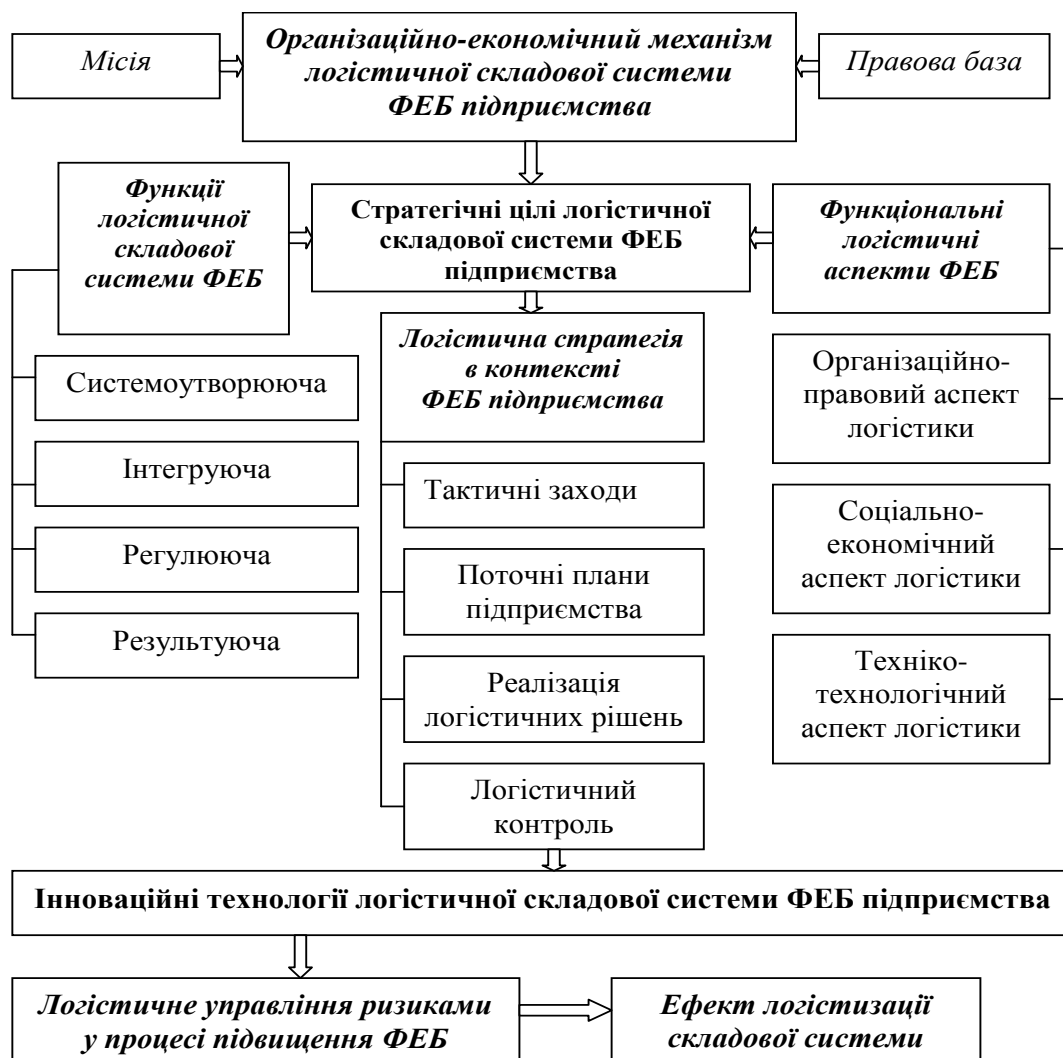 Місія
Організаційно-економічний механізм
логістичної складової системи
ФЕБ підприємства
Правова база
Функції
логістичної
складової
системи ФЕБ
Стратегічні цілі логістичної
складової системи ФЕБ
підприємства
Функціональні
логістичні
аспекти ФЕБ
Системоутворююча
Інтегруюча
Регулююча
Результуюча
Логістична стратегія
в контексті
ФЕБ підприємства
Тактичні заходи
Поточні плани
підприємства
Реалізація
логістичних рішень
Логістичний
контроль
Організаційно-
правовий аспект
логістики
Соціально-
економічний
аспект логістики
Техніко-
технологічний
аспект логістики
Інноваційні технології логістичної складової системи ФЕБ підприємства
Логістичне управління ризиками
у процесі підвищення ФЕБ
Ефект логістизації
складової системи